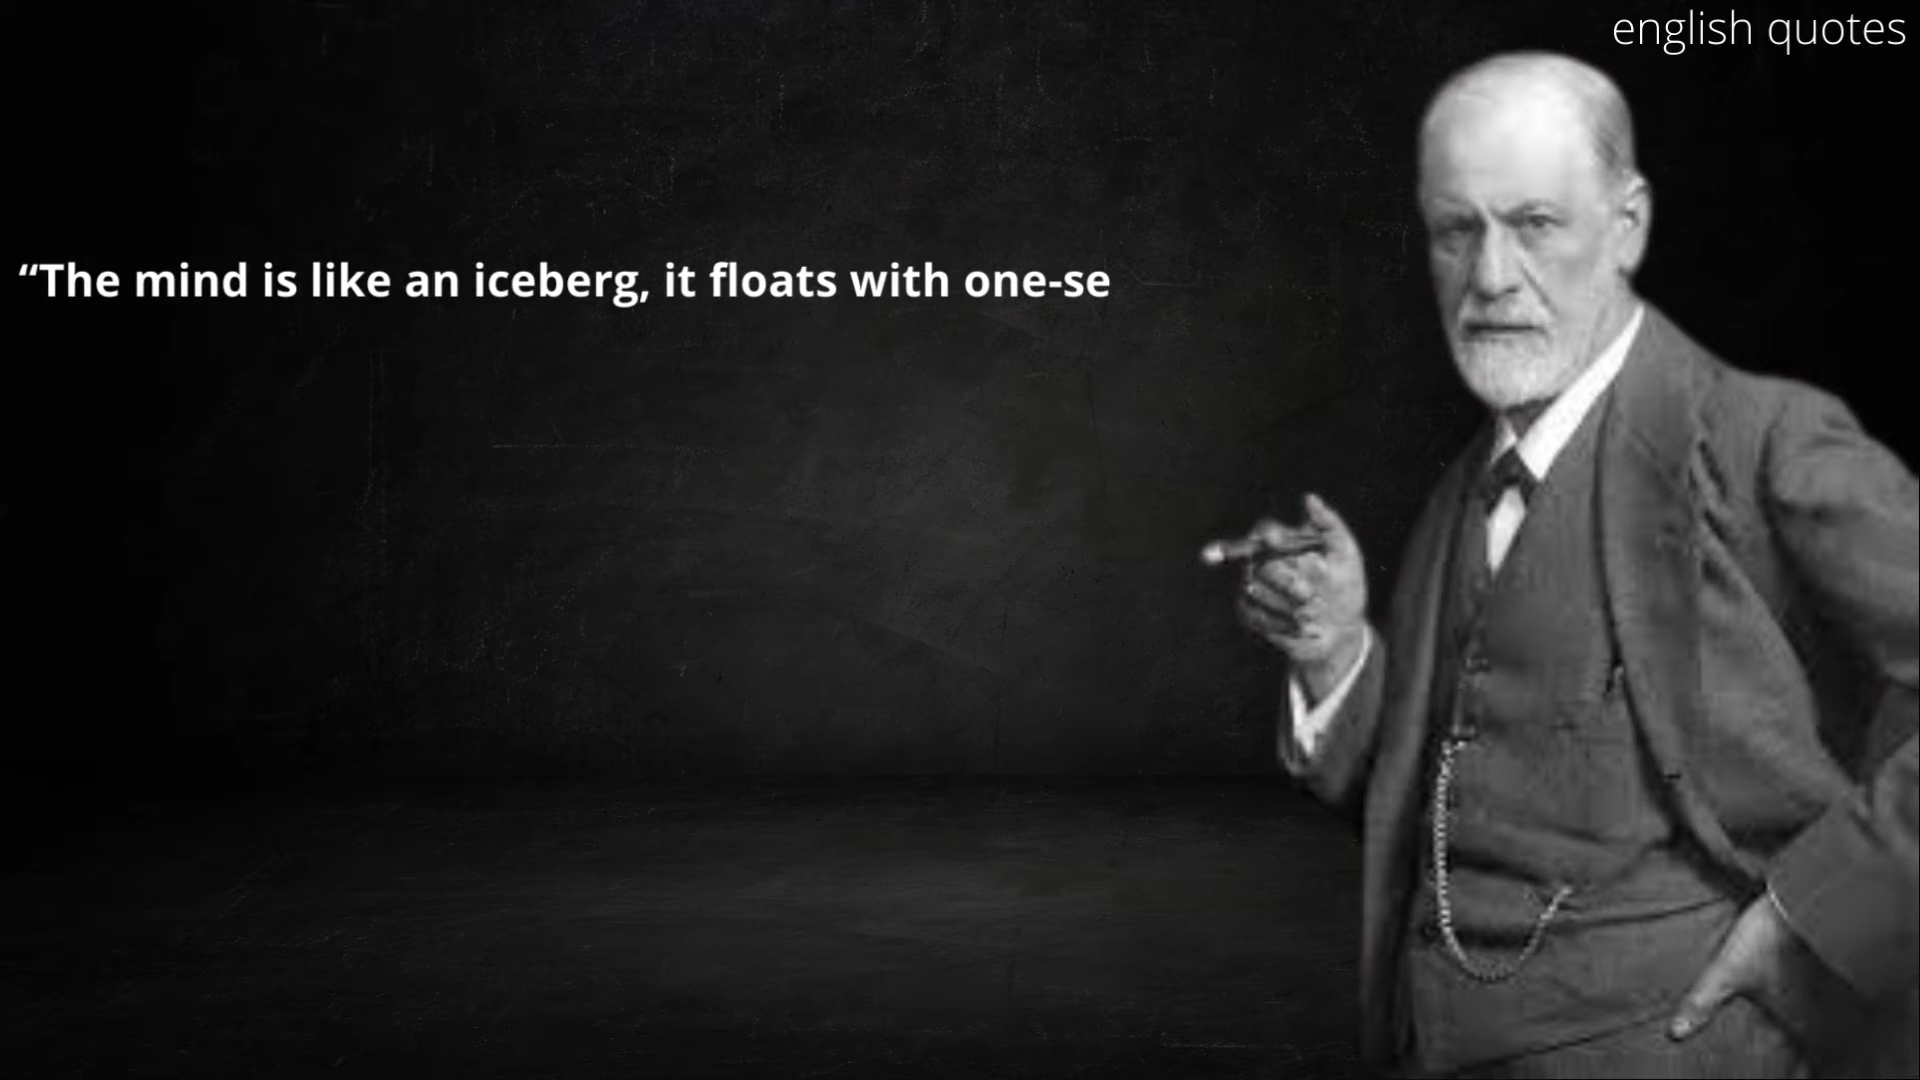 english quotes
“The mind is like an iceberg, it floats with one-se